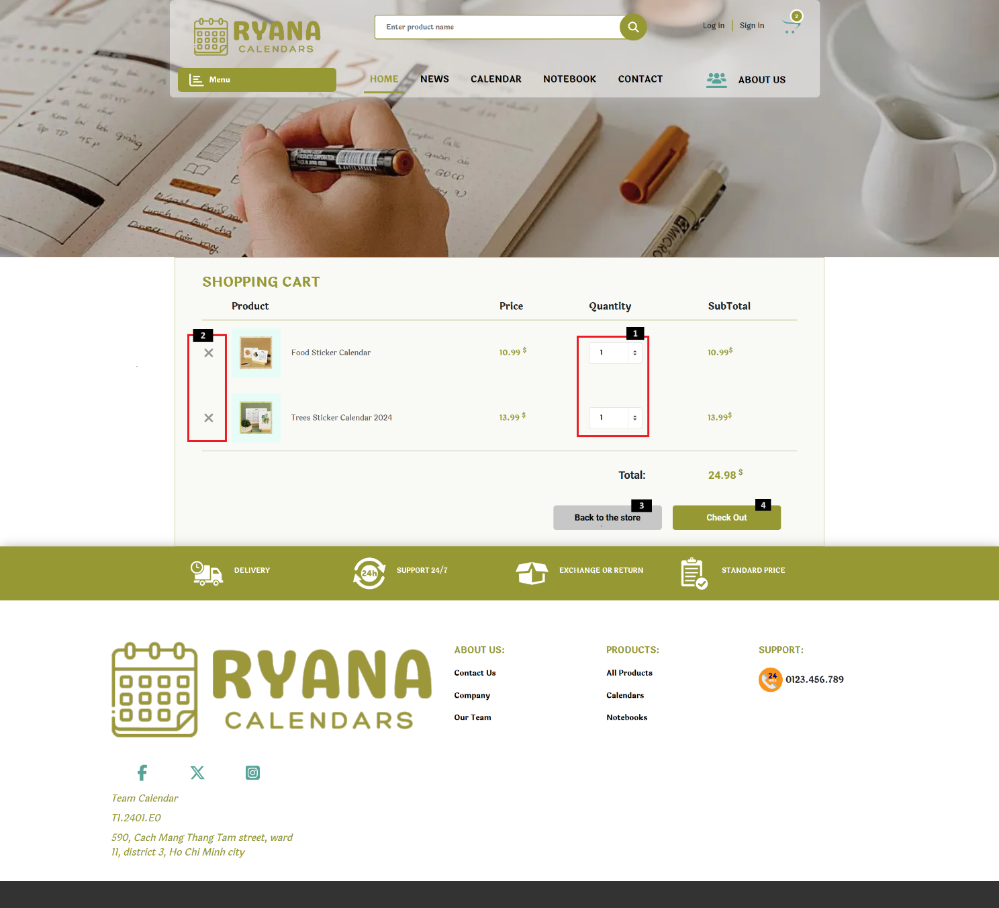 RYANA
CALENDARS
Enter product name
Log in
Sign in
2
Menu
HOME
NEWS
CALENDAR
NOTEBOOK
CONTACT
ABOUT US
SHOPPING CART
Product Price Quantity SubTotal
2
1
Food Sticker Calendar 10.99 $ 1 10.99$
Trees Sticker Calendar 2024 13.99 $ 1 13.99$
Total: 24.98 $
3
4
Back to the store
Check Out
DELIVERY
24h
SUPPORT 24/7
EXCHANGE OR RETURN
STANDARD PRICE
RYANA
CALENDARS
ABOUT US:
Contact Us
Company
Our Team
PRODUCTS:
All Products
Calendars
Notebooks
SUPPORT:
24
HRS
0123.456.789
Team Calendar
T1.2401.E0
590, Cach Mang Thang Tam street, ward
11, district 3, Ho Chi Minh city